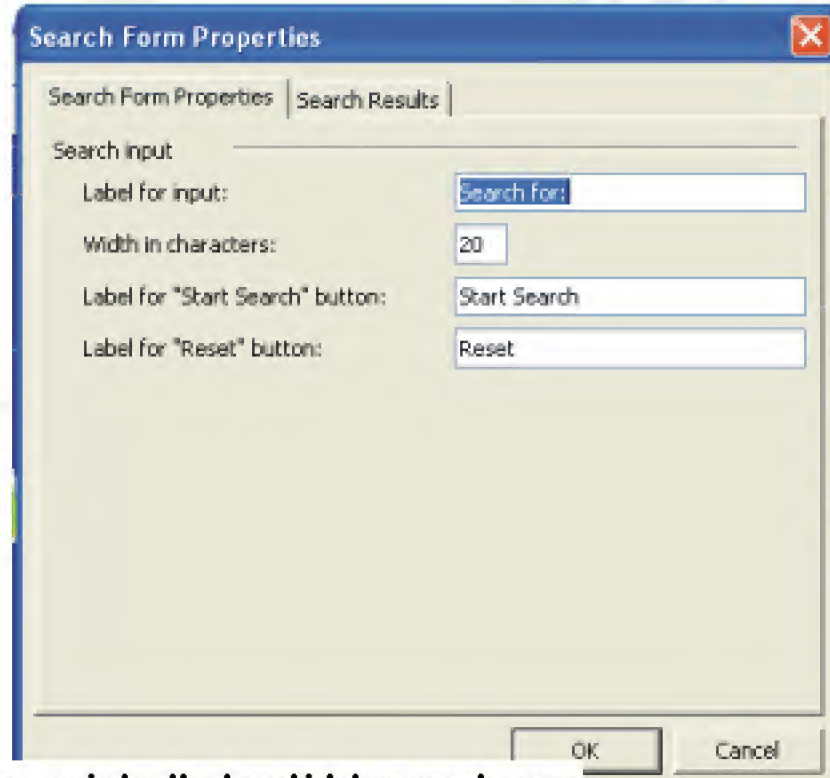 Search Form Properties
Search Form Properties
Search Results
Search input
Label for input:
Search for:
Width in characters:
20
Label for "Start Search" button:
Start Search
Label for "Reset" button:
Reset
OK
Cancel